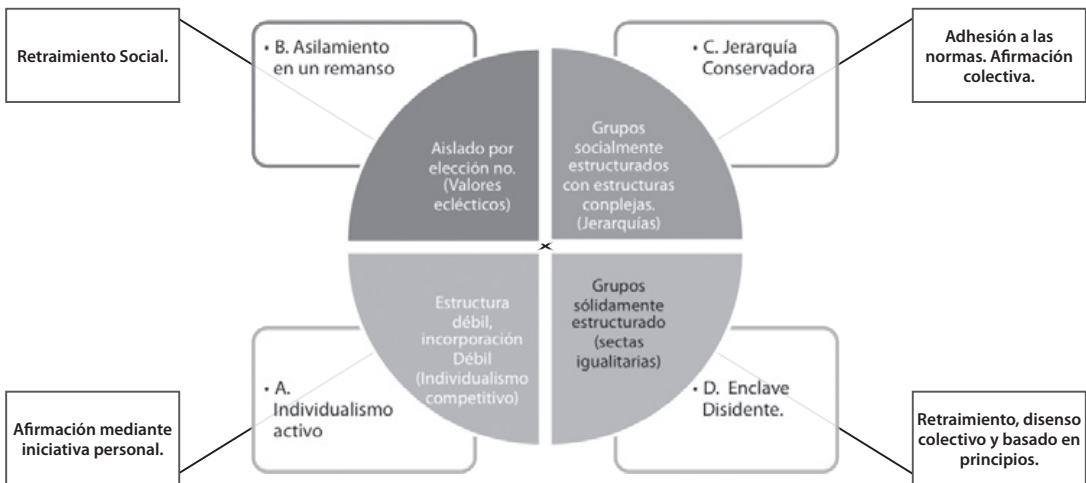 Retraimiento Social.
• B. Asilamiento
en un remanso
• C. Jerarquía
Conservadora
Adhesión a las
normas. Afirmación
colectiva.
Aislado por
elección no.
(Valores
eclécticos)
Grupos
socialmente
estructurados
con estructuras
conplejas.
(Jerarquías)
Estructura
débil,
incorporación
Débil
(Individualismo
competitivo)
Grupos
sólidamente
estructurado
(sectas
igualitarias)
• A.
Individualismo
activo
• D. Enclave
Disidente.
Afirmación mediante
iniciativa personal.
Retraimiento, disenso
colectivo y basado en
principios.